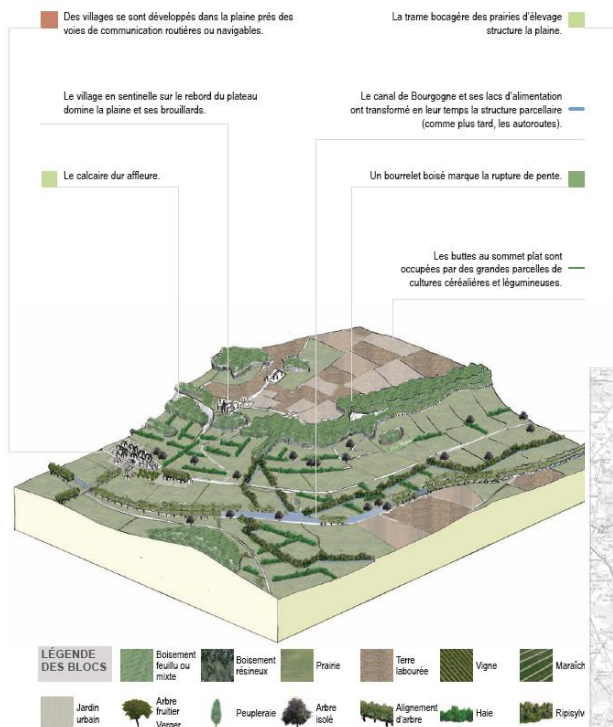 Des villages se sont développés dans la plaine près des
voies de communication routières ou navigables.
La trame bocagère des prairies d'élevage
structure la plaine.
Le village en sentinelle sur le rebord du plateau
domine la plaine et ses brouillards.
Le canal de Bourgogne et ses lacs d'alimentation
ont transformé en leur temps la structure parcellaire
(comme plus tard, les autoroutes).
Le calcaire dur affleure.
Un bourrelet boisé marque la rupture de pente.
Les buttes au sommet plat sont
occupées par des grandes parcelles de
cultures céréalières et légumineuses.
LÉGENDE
DES BLOCS
Boisement
feuillu ou
mixte
Boisement
résineux
Prairie
Terre
labourée
Vigne
Maraîch
Jardin
urbain
Arbre
fruitier
Verger
Peupleraie
Arbre
isolé
Alignement
d'arbre
Haie
Ripisylv